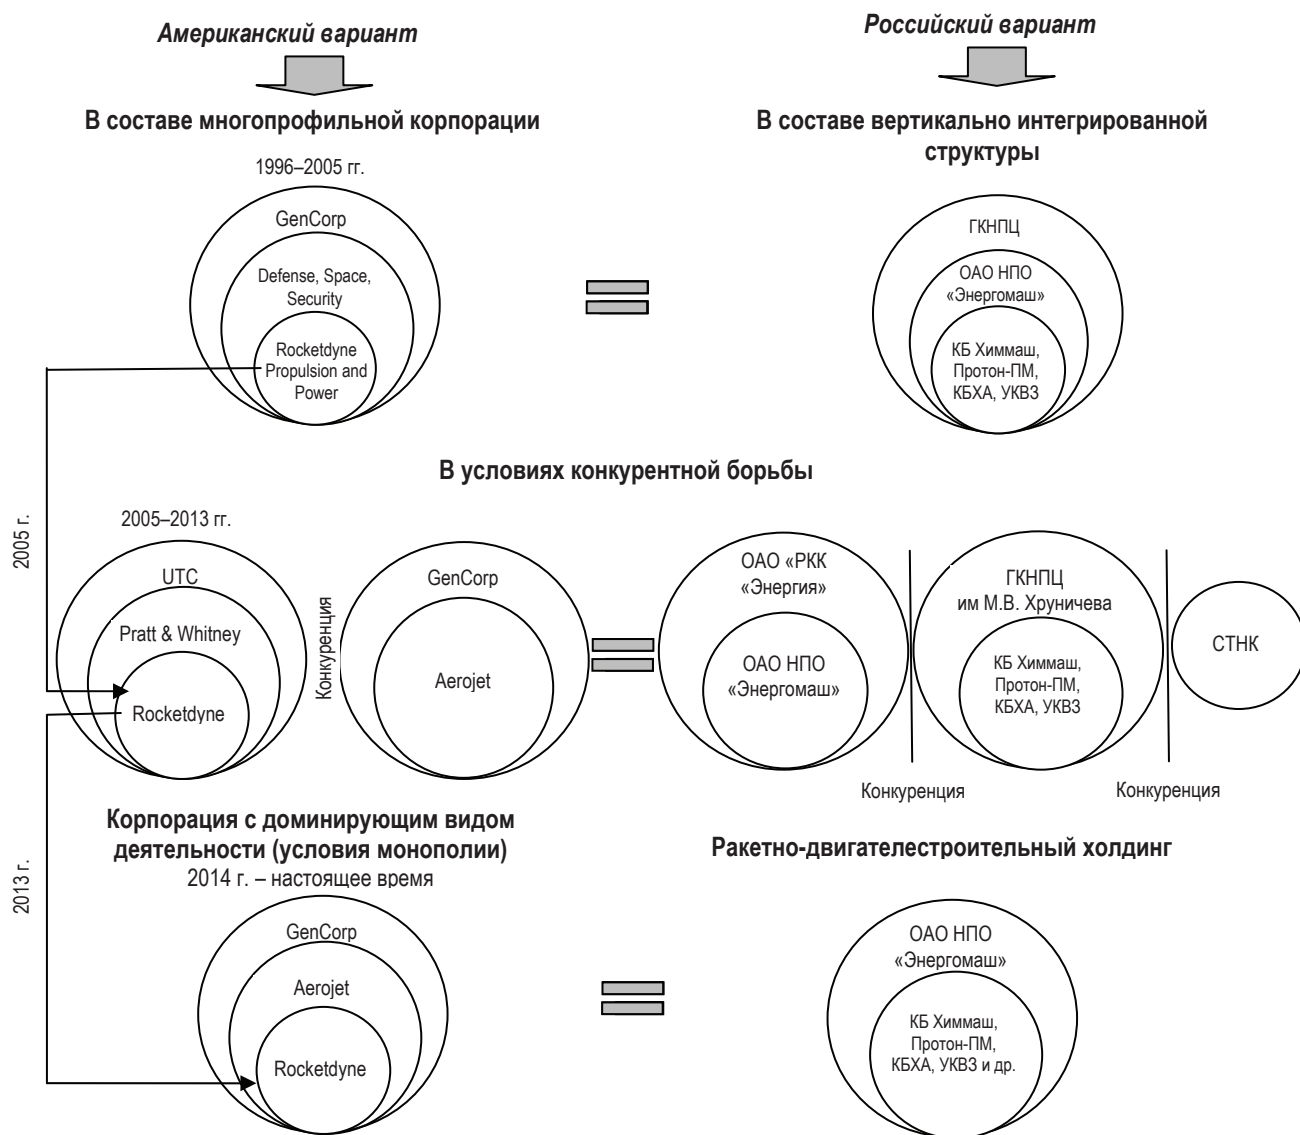 Американский вариант
Российский вариант
В составе многопрофильной корпорации
В составе вертикально интегрированной
структуры
1996–2005 гг.
GenCorp
Defense, Space,
Security
Rocketdyne
Propulsion and
Power
ГКНПЦ
ОАО НПО
«Энергомаш»
КБ Химмаш,
Протон-ПМ,
КБХА, УКВЗ
2005 г.
В условиях конкурентной борьбы
2005–2013 гг.
UTC
Pratt & Whitney
Rocketdyne
Конкуренция
GenCorp
Aerojet
ОАО «РКК
«Энергия»
ОАО НПО
«Энергомаш»
Конкуренция
ГКНПЦ
им М.В. Хруничева
КБ Химмаш,
Протон-ПМ,
КБХА, УКВЗ
Конкуренция
СТНК
2013 г.
Корпорация с доминирующим видом
деятельности (условия монополии)
2014 г. – настоящее время
GenCorp
Aerojet
Rocketdyne
Ракетно-двигателестроительный холдинг
ОАО НПО
«Энергомаш»
КБ Химмаш,
Протон-ПМ,
КБХА, УКВЗ и др.